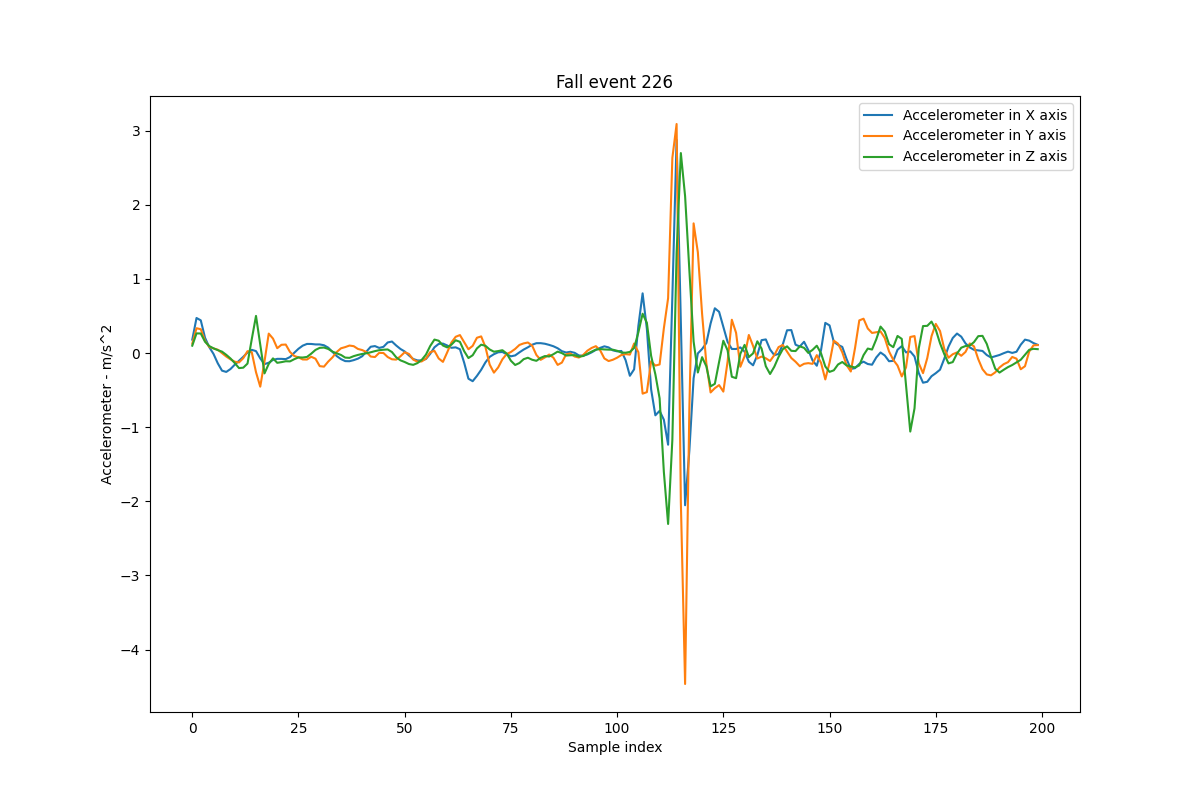 Fall event 226
Accelerometer in X axis
Accelerometer in Y axis
Accelerometer in Z axis
3
2
1
0
−1
−2
−3
−4
Accelerometer - m/s^2
0 25 50 75 100 125 150 175 200
Sample index